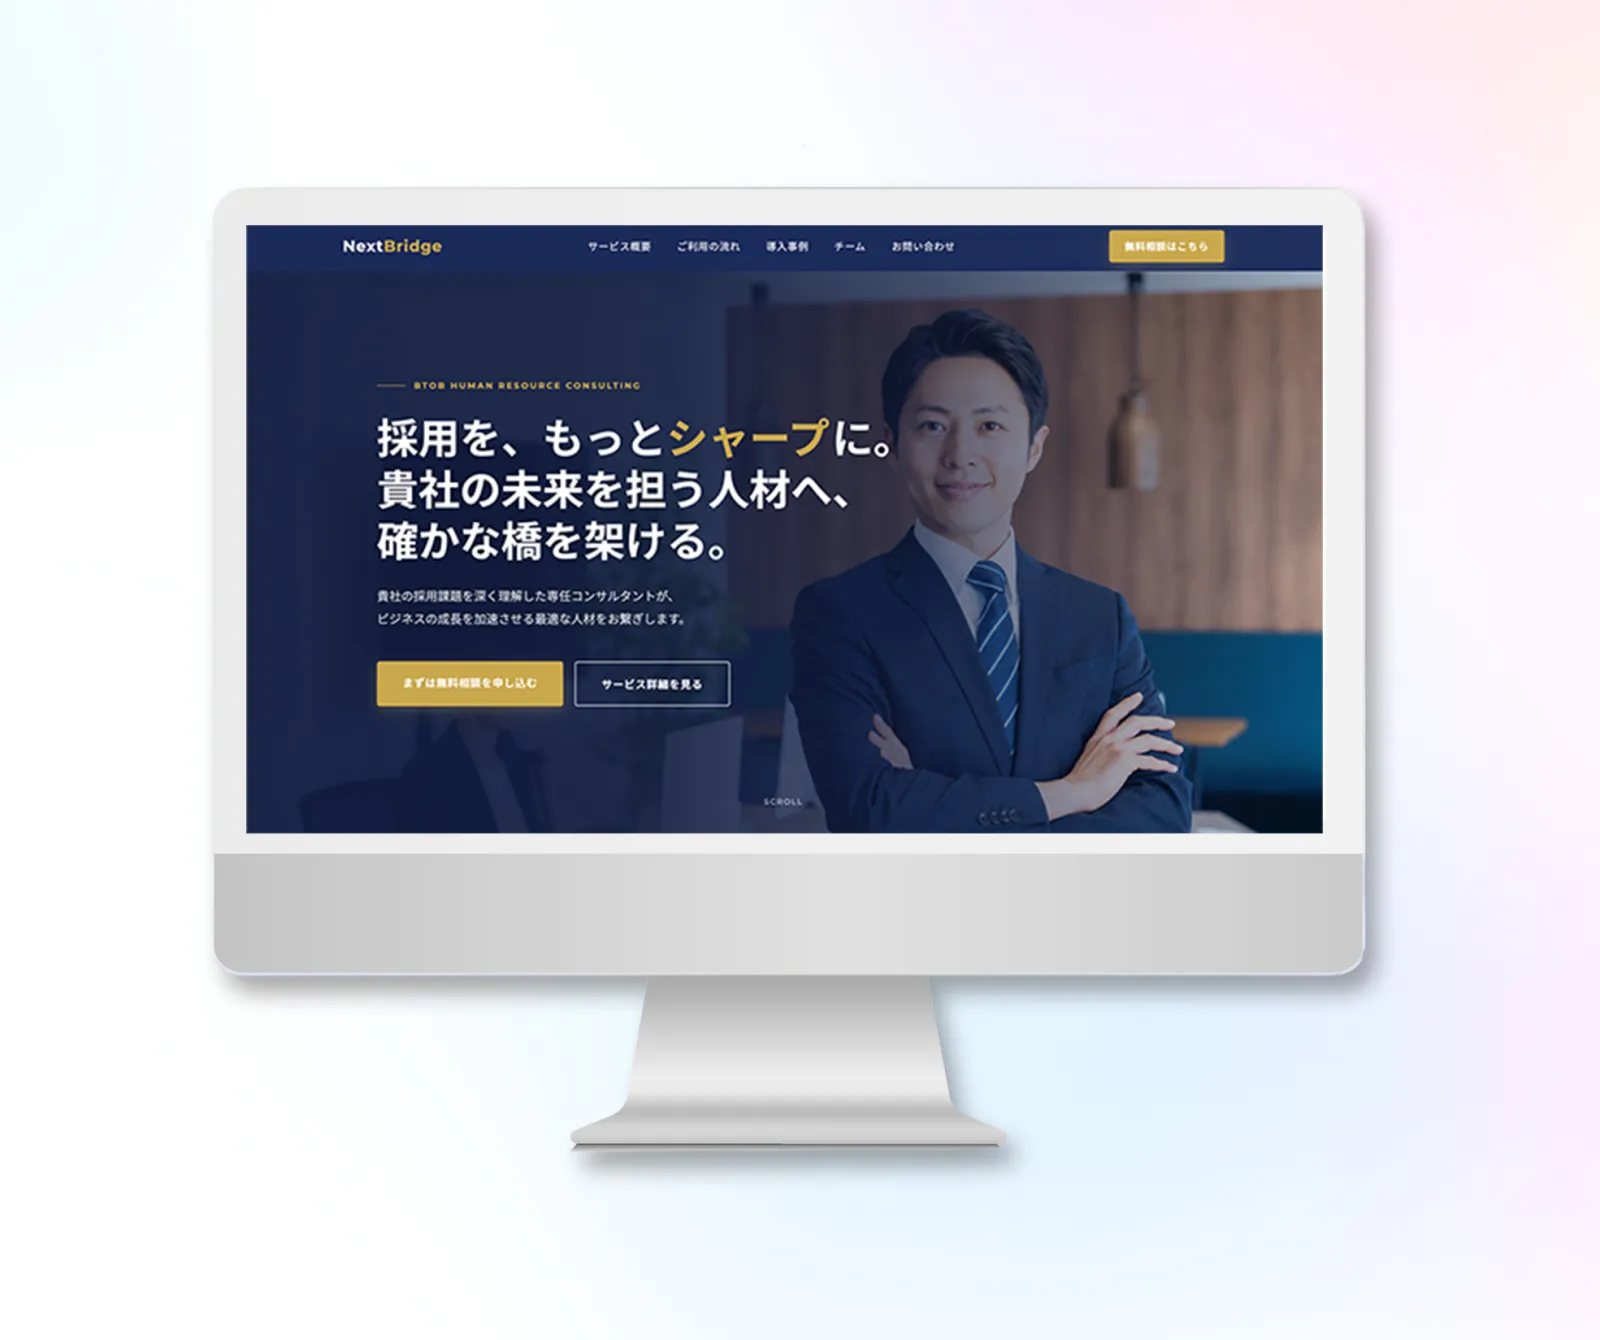 NextBridge
サービス概要 ご利用の流れ 導入事例 チーム お問い合わせ
無料相談はこちら
BTOB HUMAN RESOURCE CONSULTING
採用を、もっとシャープに。
貴社の未来を担う人材へ、
確かな橋を架ける。
貴社の採用課題を深く理解した専任コンサルタントが、
ビジネスの成長を加速させる最適な人材をお繋ぎします。
まずは無料相談を申し込む
サービス詳細を見る
SCROLL